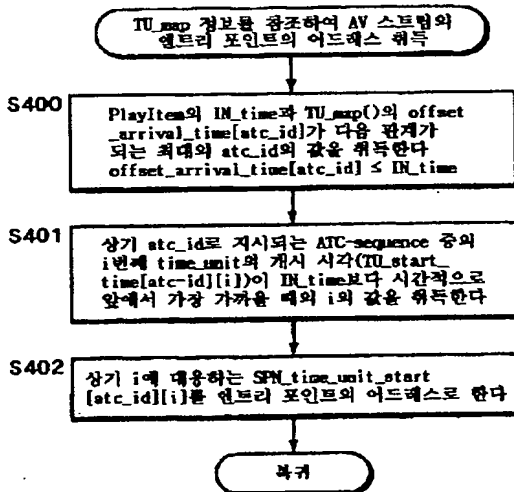 TU_map 정보를 참조하여 AV 스트림의
엔트리 포인트의 어드레스 취득
S400
PlayItem의 IN_time과 TU_map()의 offset
_arrival_time[atc_id]가 다음 관계가
되는 최대의 atc_id의 값을 취득한다
offset_arrival_time[atc_id] ≤ IN_time
S401
상기 atc_id로 지시되는 ATC-sequence 중의
i번째 time_unit의 개시 시각(TU_start_
time[atc-id][i])이 IN_time보다 시간적으로
앞에서 가장 가까울 때의 i의 값을 취득한다
S402
상기 i에 대응하는 SPN_time_unit_start
[atc_id][i]를 엔트리 포인트의 어드레스로 한다
복귀